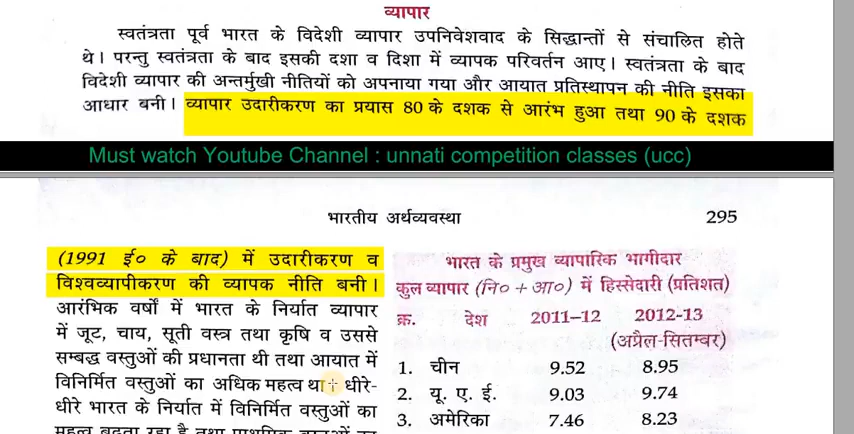 व्यापार
स्वतंत्रता पूर्व भारत के विदेशी व्यापार उपनिवेशवाद के सिद्धान्तों से संचालित होते
थे। परन्तु स्वतंत्रता के बाद इसकी दशा व दिशा में व्यापक परिवर्तन आए। स्वतंत्रता के बाद
विदेशी व्यापार की अन्तर्मुखी नीतियों को अपनाया गया और आयात प्रतिस्थापन की नीति इसका
आधार बनी। व्यापार उदारीकरण का प्रयास 80 के दशक से आरंभ हुआ तथा 90 के दशक
Must watch Youtube Channel : unnati competition classes (ucc)
भारतीय अर्थव्यवस्था 295
(1991 ई० के बाद) में उदारीकरण व
विश्वव्यापीकरण की व्यापक नीति बनी।
आरंभिक वर्षों में भारत के निर्यात व्यापार
में जूट, चाय, सूती वस्त्र तथा कृषि व उससे
सम्बद्ध वस्तुओं की प्रधानता थी तथा आयात में
विनिर्मित वस्तुओं का अधिक महत्व था। धीरे-
धीरे भारत के निर्यात में विनिर्मित वस्तुओं का
भारत के प्रमुख व्यापारिक भागीदार
कुल व्यापार (नि० + आ०) में हिस्सेदारी (प्रतिशत)
क्र. देश 2011–12 2012-13
(अप्रैल-सितम्बर)
1. चीन 9.52 8.95
2. यू. ए. ई. 9.03 9.74
3. अमेरिका 7.46 8.23